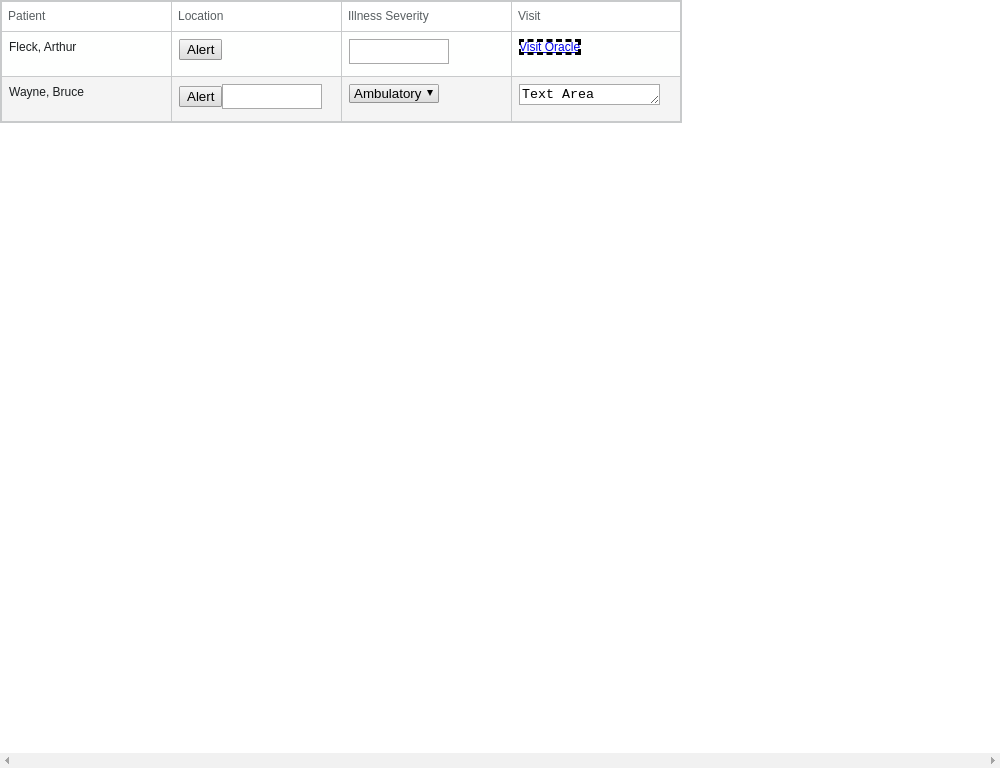 Patient Location Illness Severity Visit
Fleck, Arthur Alert Visit Oracle
Wayne, Bruce Alert Ambulatory Text Area